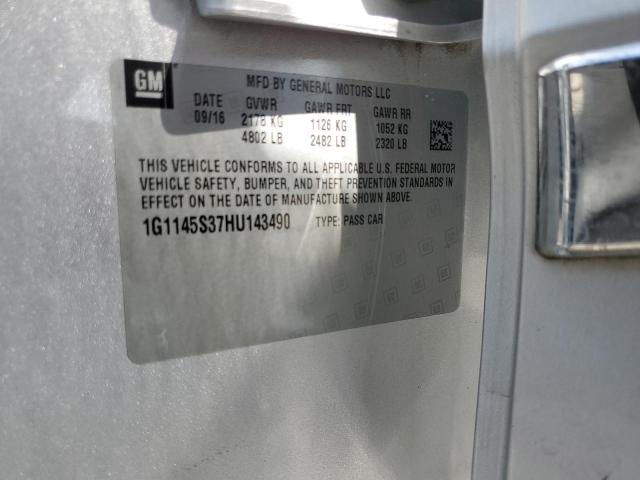 GM
MFD BY GENERAL MOTORS LLC
DATE GVWR GAWR FRT GAWR RR
09/16 2178 KG 1126 KG 1052 KG
4802 LB 2482 LB 2320 LB
THIS VEHICLE CONFORMS TO ALL APPLICABLE U.S. FEDERAL MOTOR
VEHICLE SAFETY, BUMPER, AND THEFT PREVENTION STANDARDS IN
EFFECT ON THE DATE OF MANUFACTURE SHOWN ABOVE.
1G1145S37HU143490 TYPE: PASS CAR